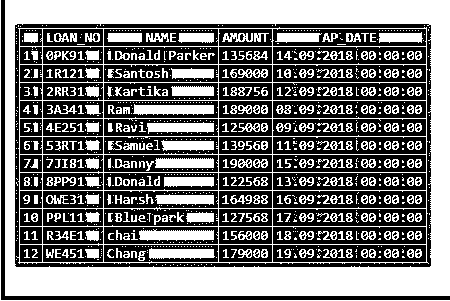 LOAN_NO NAME AMOUNT AP_DATE
1 0PK91 Donald Parker 135684 14.09.2018 00:00:00
2 1R121 Santosh 169000 10.09.2018 00:00:00
3 2RR31 Kartika 188756 12.09.2018 00:00:00
4 3A341 Ram 189000 08.09.2018 00:00:00
5 4E251 Ravi 125000 09.09.2018 00:00:00
6 53RT1 Samuel 139560 11.09.2018 00:00:00
7 7JI81 Danny 190000 15.09.2018 00:00:00
8 8PP91 Donald 122568 13.09.2018 00:00:00
9 OWE31 Harsh 164988 16.09.2018 00:00:00
10 PPL11 Blue park 127568 17.09.2018 00:00:00
11 R34E1 chai 156000 18.09.2018 00:00:00
12 WE451 Chang 179000 19.09.2018 00:00:00